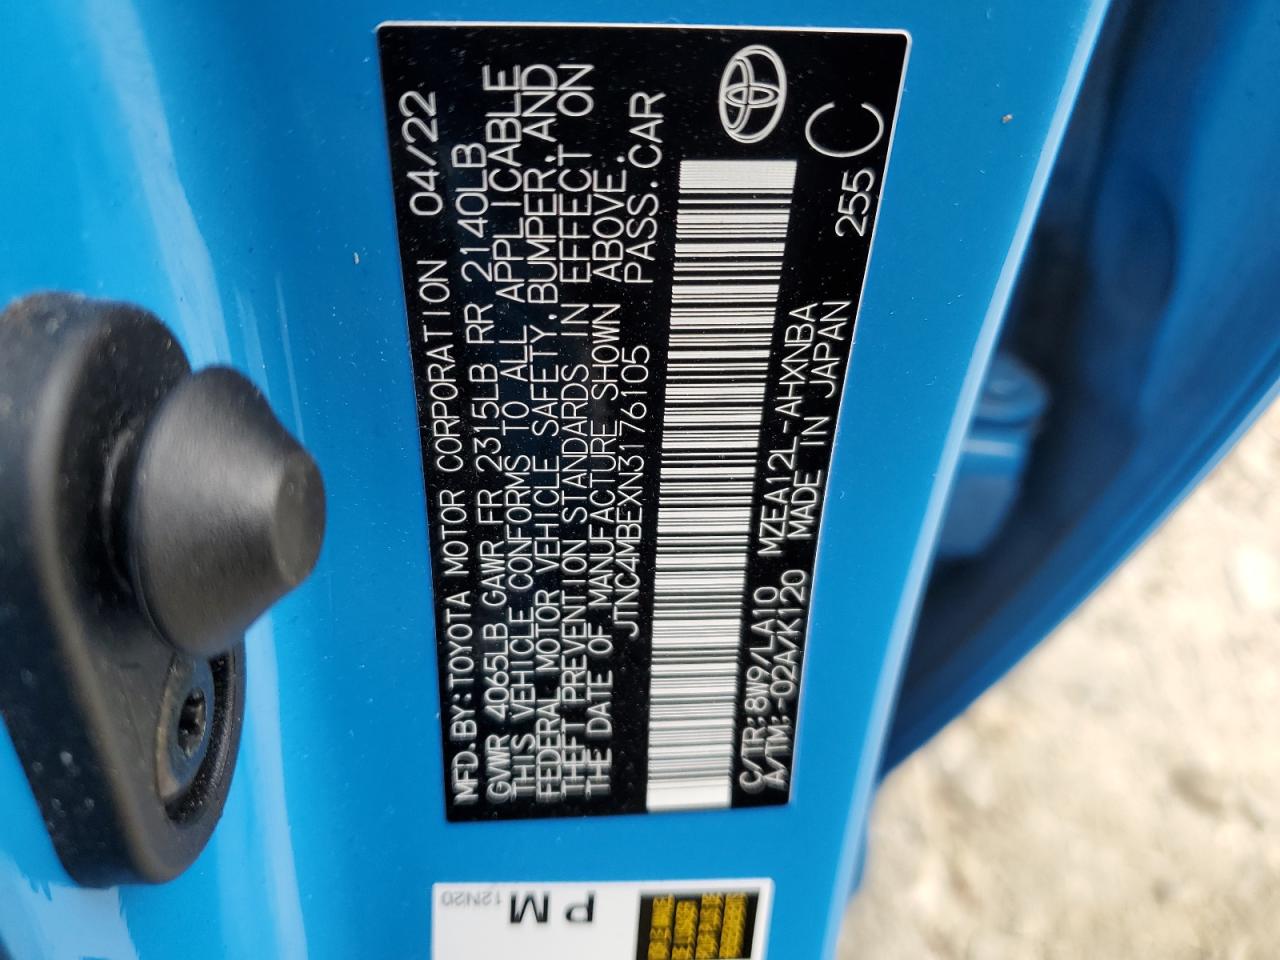 MFD.BY:TOYOTA MOTOR CORPORATION 04/22
GVWR 4065LB GAWR FR 2315LB RR 2140LB
THIS VEHICLE CONFORMS TO ALL APPLICABLE
FEDERAL MOTOR VEHICLE SAFETY,BUMPER,AND
THEFT PREVENTION STANDARDS IN EFFECT ON
THE DATE OF MANUFACTURE SHOWN ABOVE.
JTNC4MBEXN3176105 PASS.CAR
C/TR:8W9/LA10 MZEA12L-AHXNBA 255 C
A/TM:-02A/K120 MADE IN JAPAN
PM
12N20